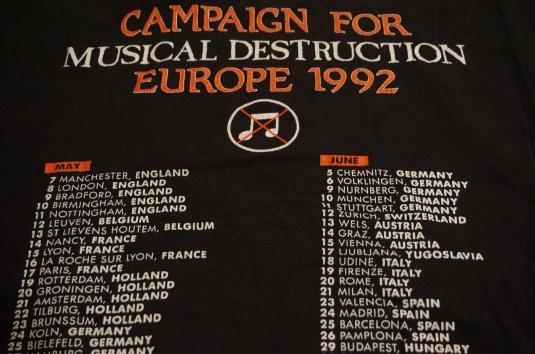 CAMPAIGN FOR
MUSICAL DESTRUCTION
EUROPE 1992
MAY
7 MANCHESTER, ENGLAND
8 LONDON, ENGLAND
9 BRADFORD, ENGLAND
10 BIRMINGHAM, ENGLAND
11 NOTTINGHAM, ENGLAND
12 LEUVEN, BELGIUM
13 ST LIEVENS HOUTEM, BELGIUM
14 NANCY, FRANCE
15 LYON, FRANCE
16 LA ROCHE SUR LYON, FRANCE
17 PARIS, FRANCE
19 ROTTERDAM, HOLLAND
20 GRONINGEN, HOLLAND
21 AMSTERDAM, HOLLAND
22 TILBURG, HOLLAND
23 BRUNSSUM, HOLLAND
24 KOLN, GERMANY
25 BIELEFELD, GERMANY
GERMANY
JUNE
5 CHEMNITZ, GERMANY
6 VOLKLINGEN, GERMANY
9 NURNBERG, GERMANY
10 MUNCHEN, GERMANY
11 STUTTGART, GERMANY
12 ZURICH, SWITZERLAND
13 WELS, AUSTRIA
14 GRAZ, AUSTRIA
15 VIENNA, AUSTRIA
17 LJUBLJANA, YUGOSLAVIA
18 UDINE, ITALY
19 FIRENZE, ITALY
20 ROME, ITALY
21 MILAN, ITALY
23 VALENCIA, SPAIN
24 MADRID, SPAIN
25 BARCELONA, SPAIN
26 PAMPLONA, SPAIN
29 BUDAPEST, HUNGARY